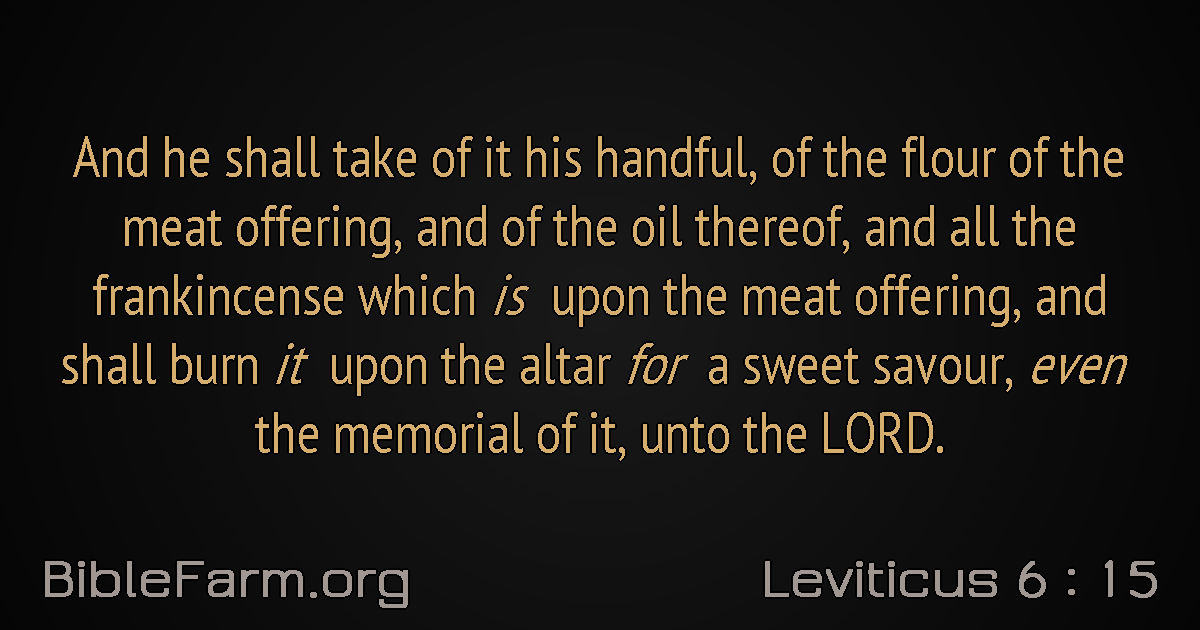 And he shall take of it his handful, of the flour of the
meat offering, and of the oil thereof, and all the
frankincense which is upon the meat offering, and
shall burn it upon the altar for a sweet savour, even
the memorial of it, unto the LORD.
BibleFarm.org
Leviticus 6 : 15